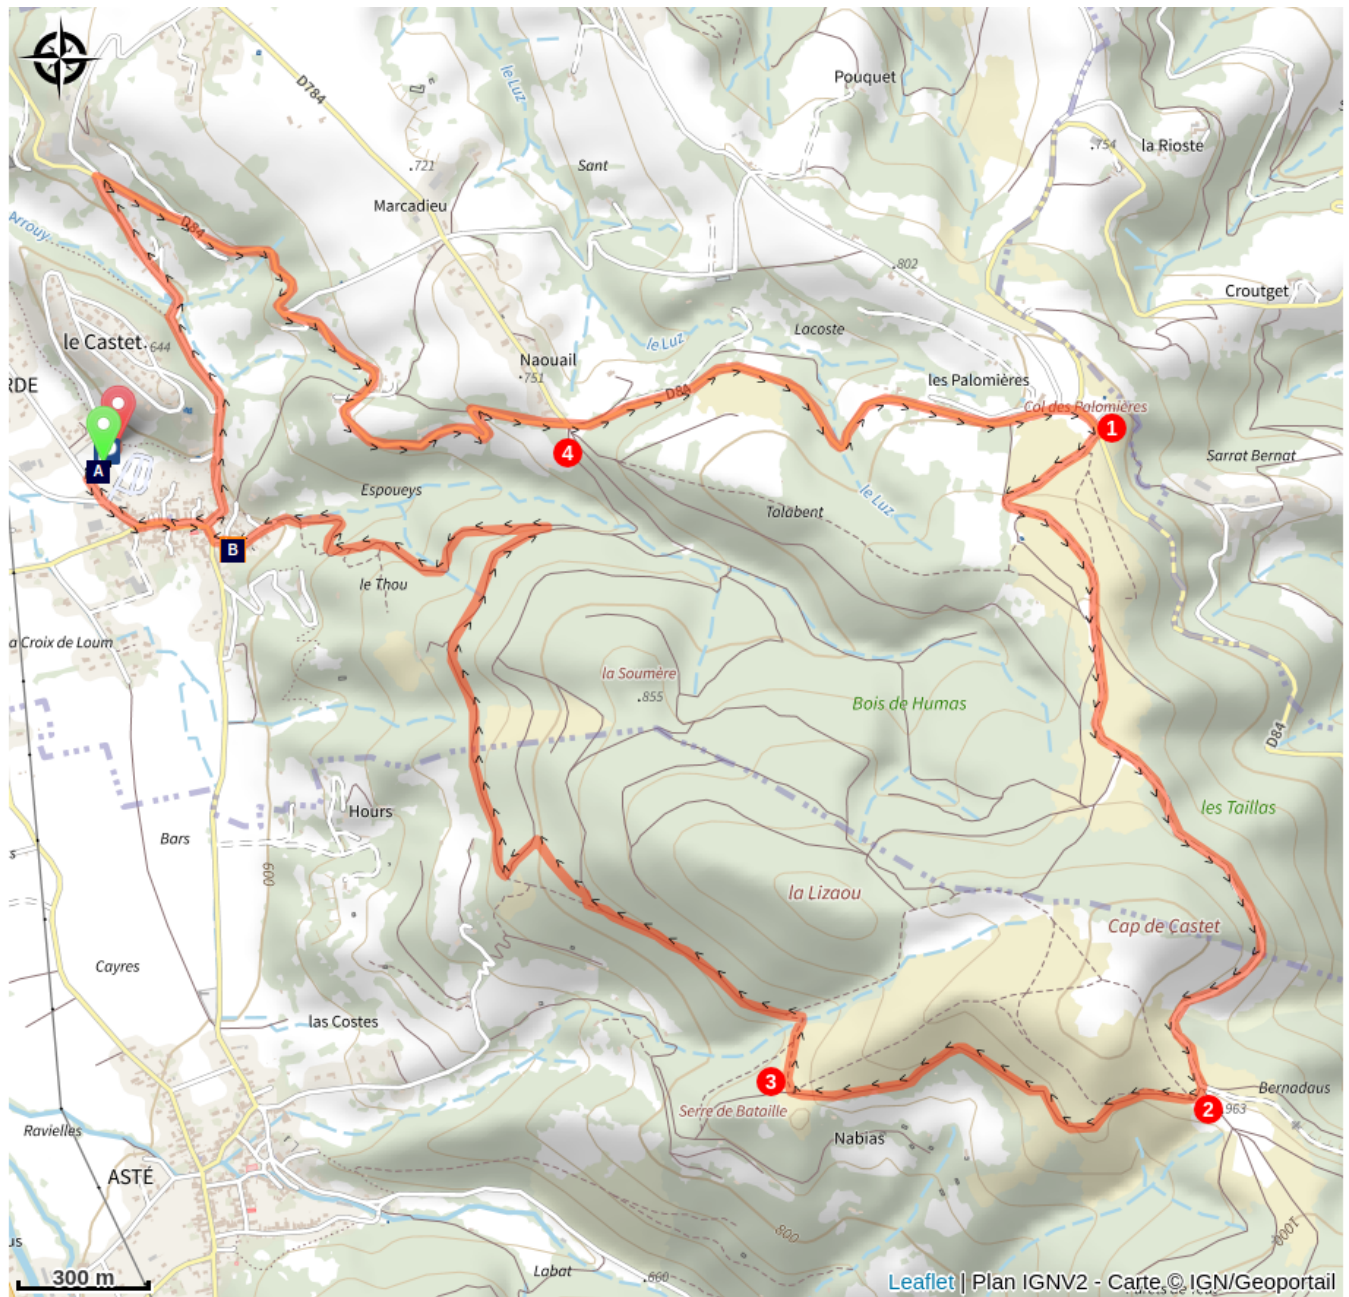 D784
le Luz
Pouquet
754
la Rioste
Sant
721
Marcadieu
D84
Arrouy
802
Croutget
le Castet
644
Lacoste
le Luz
Naouail
751
les Palomières
D84
Col des Palomières
1
4
A
Sarrat Bernat
Espoueys
le Luz
Talabent
B
le Thou
a Croix de Loum
la Soumère
855
Bois de Humas
D84
Hours
les Taillas
Bars
600
la Lizaou
Cap de Castet
Cayres
las Costes
3
Bernadaus
Serre de Bataille
2
963
Ravielles
Nabias
ASTÉ
800
1000
Labat
660
300 m
Leaflet | Plan IGNV2 - Carte © IGN/Geoportail